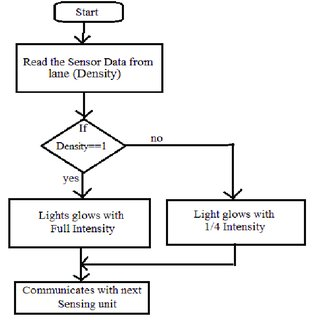 Start
Read the Sensor Data from
lane (Density)
If
Density==1
no
yes
Lights glows with
Full Intensity
Light glows with
1/4 Intensity
Communicates with next
Sensing unit